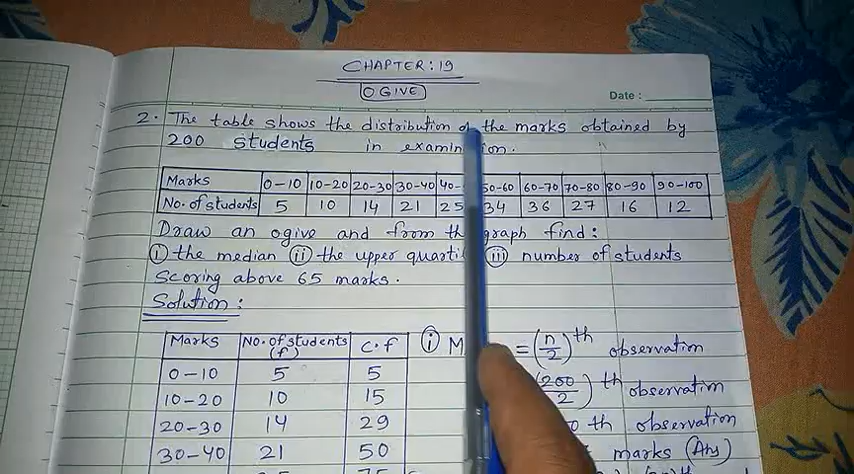 CHAPTER: 19
OGIVE
Date:
2. The table shows the distribution the marks obtained by
200 students in
Marks 0-10 10-20 20-30 30-40 50-60 60-70 70-80 80-90 90-100
No. of students 5 10 14 21 25 34 36 27 16 12
Draw an ogive and from graph find:
(i) the median (ii) the upper (iii) number of students
scoring above 65 marks.
Solution:
Marks No. of students (f) C.f
0-10 5 5
10-20 10 15
20-30 14 29
30-40 21 50
(i) = (n/2)th observation
(200/2)th observation
th observation
marks (Ans)